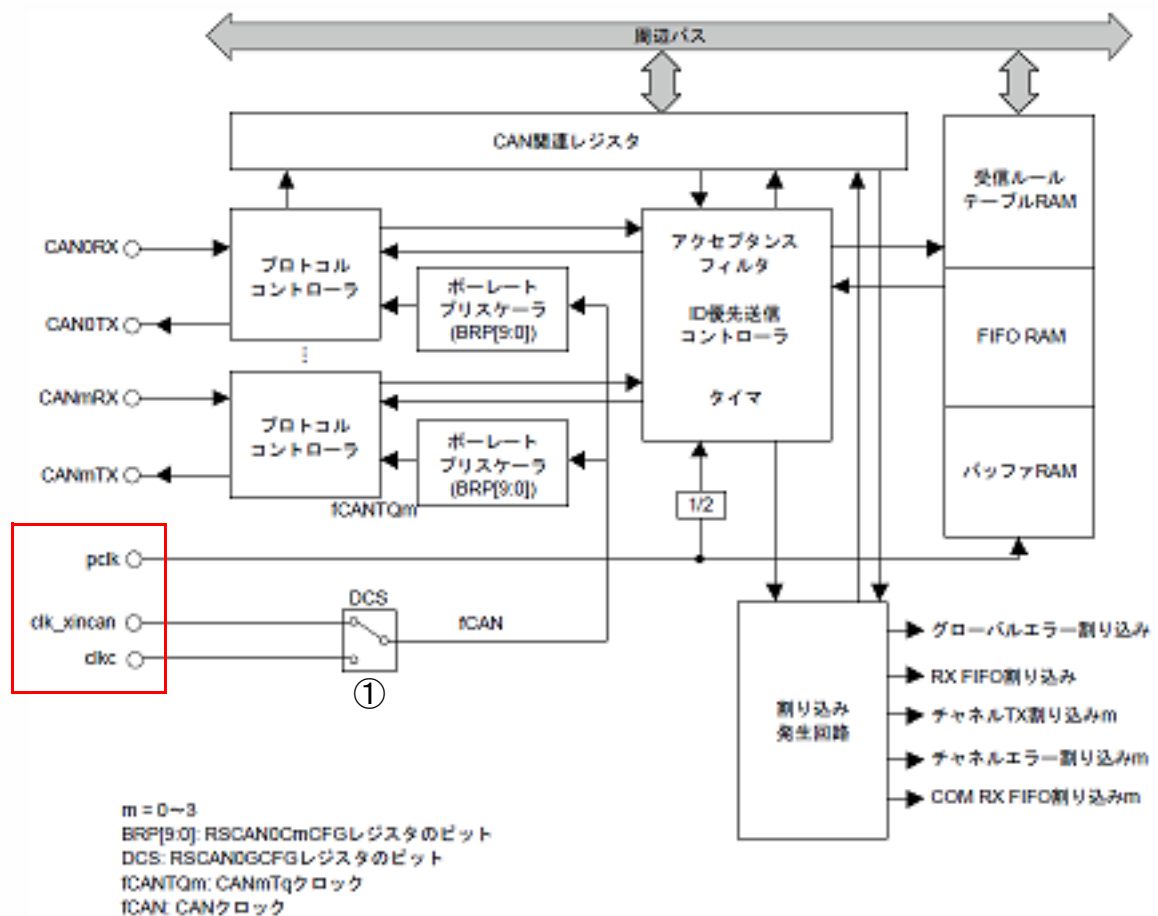 周辺バス
CAN関連レジスタ
受信ルール
テーブルRAM
FIFO RAM
バッファRAM
CAN0RX
CAN0TX
プロトコル
コントローラ
ボーレート
プリスケーラ
(BRP[9:0])
アクセプタンス
フィルタ
ID優先送信
コントローラ
タイマ
CANmRX
CANmTX
プロトコル
コントローラ
ボーレート
プリスケーラ
(BRP[9:0])
fCANTQm
1/2
pclk
clk_xincan
clkc
DCS
fCAN
①
割り込み
発生回路
グローバルエラー割り込み
RX FIFO割り込み
チャネルTX割り込みm
チャネルエラー割り込みm
COM RX FIFO割り込みm
m = 0～3
BRP[9:0]: RSCAN0CmCFGレジスタのビット
DCS: RSCAN0GCFGレジスタのビット
fCANTQm: CANmTqクロック
fCAN: CANクロック